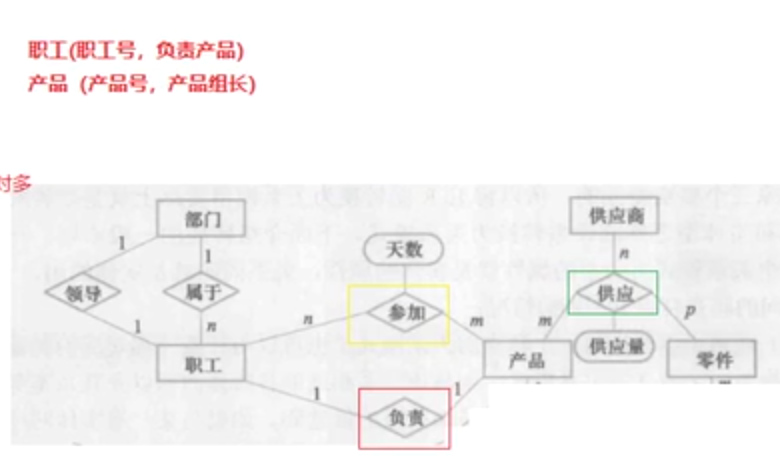 职工(职工号，负责产品)
产品（产品号，产品组长)
对多
部门
供应商
1
1
天数
n
领导
属于
参加
供应
1
n
n
m
m
p
职工
产品
供应量
零件
1
1
负责